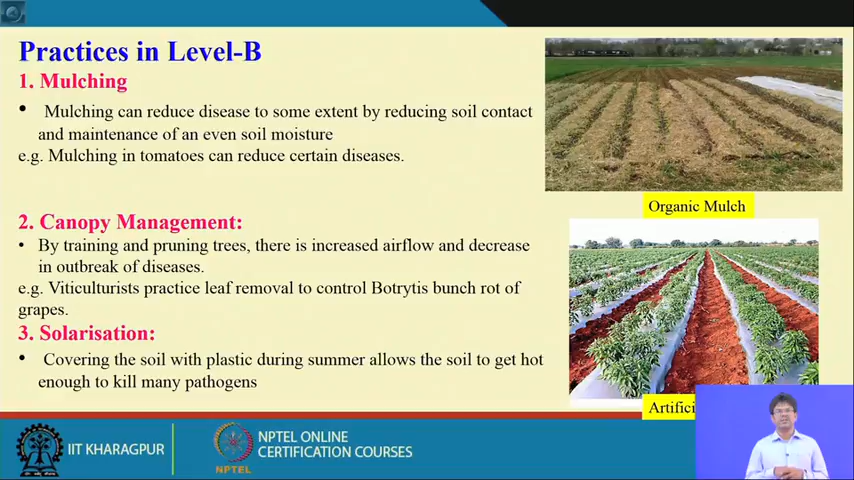 Practices in Level-B
1. Mulching
• Mulching can reduce disease to some extent by reducing soil contact
and maintenance of an even soil moisture
e.g. Mulching in tomatoes can reduce certain diseases.
Organic Mulch
2. Canopy Management:
• By training and pruning trees, there is increased airflow and decrease
in outbreak of diseases.
e.g. Viticulturists practice leaf removal to control Botrytis bunch rot of
grapes.
3. Solarisation:
• Covering the soil with plastic during summer allows the soil to get hot
enough to kill many pathogens
Artifici
IIT KHARAGPUR
NPTEL
NPTEL ONLINE
CERTIFICATION COURSES